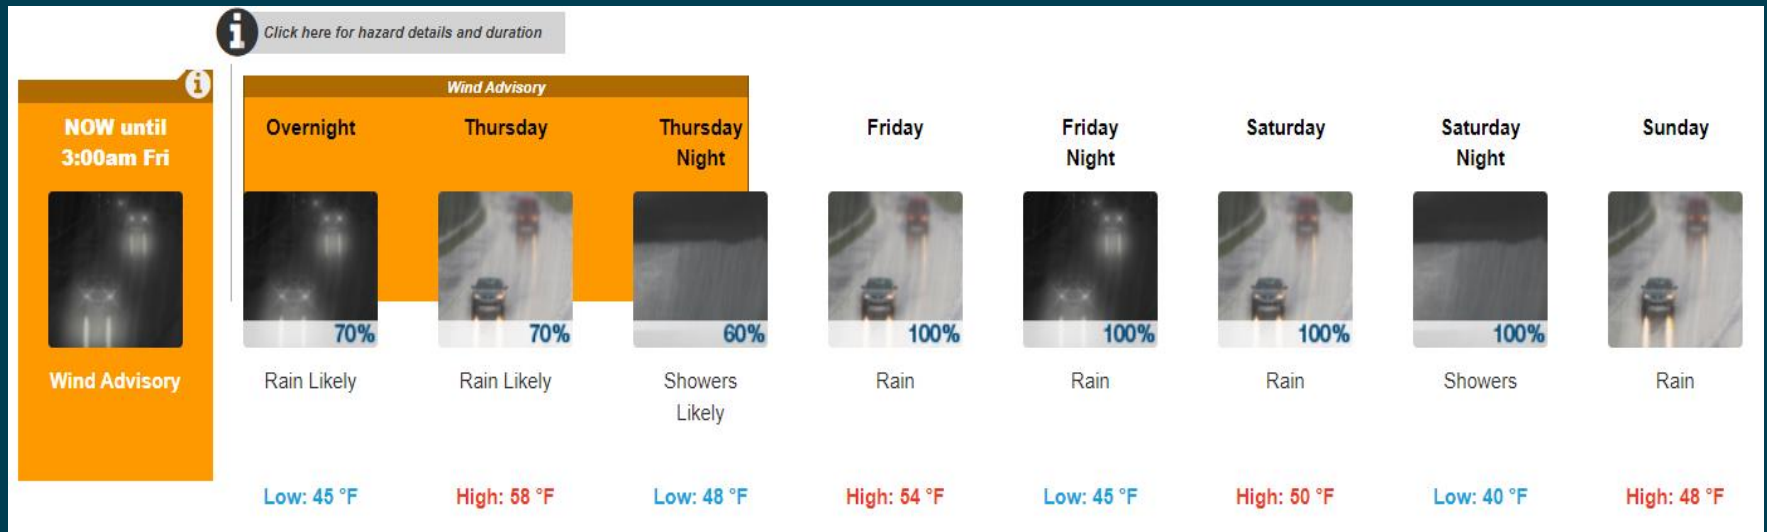 Click here for hazard details and duration
NOW until
3:00am Fri
Wind Advisory
Wind Advisory
Overnight
70%
Rain Likely
Low: 45 °F
Thursday
70%
Rain Likely
High: 58 °F
Thursday
Night
60%
Showers
Likely
Low: 48 °F
Friday
100%
Rain
High: 54 °F
Friday
Night
100%
Rain
Low: 45 °F
Saturday
100%
Rain
High: 50 °F
Saturday
Night
100%
Showers
Low: 40 °F
Sunday
Rain
High: 48 °F